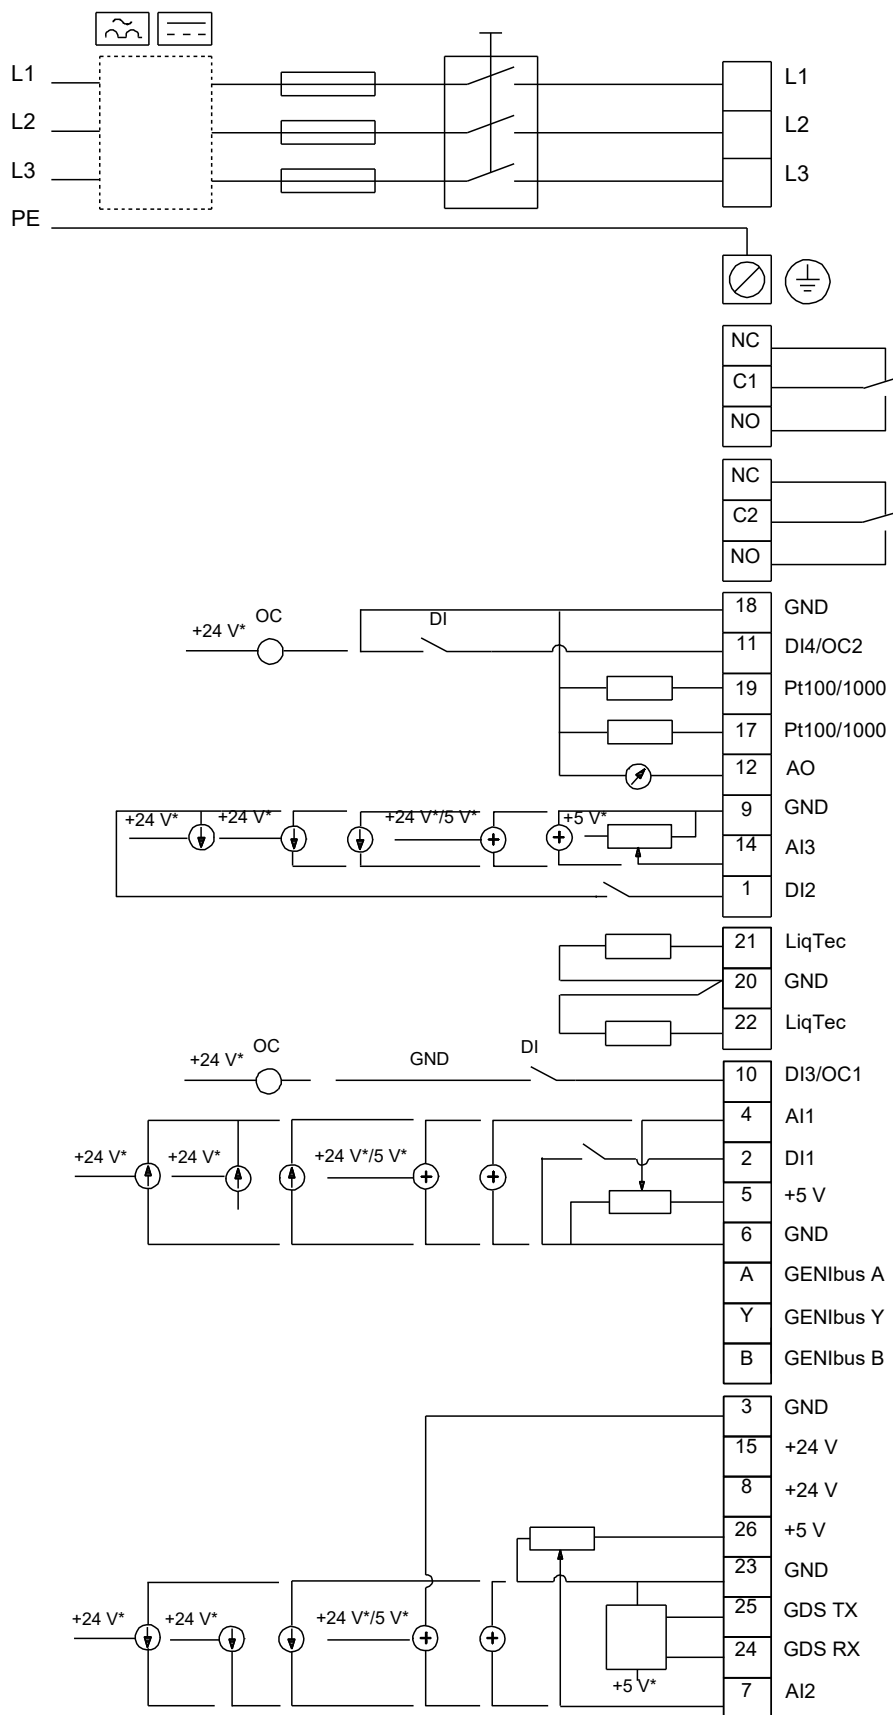 L1 L1
L2 L2
L3 L3
PE
NC
C1
NO
NC
C2
NO
18 GND
OC DI
+24 V* 11 DI4/OC2
19 Pt100/1000
17 Pt100/1000
12 AO
9 GND
+24 V* +24 V* +24 V*/5 V* +5 V*
14 AI3
1 DI2
21 LiqTec
20 GND
22 LiqTec
OC GND DI
+24 V* 10 DI3/OC1
4 AI1
+24 V* +24 V* +24 V*/5 V* 2 DI1
5 +5 V
6 GND
A GENIbus A
Y GENIbus Y
B GENIbus B
3 GND
15 +24 V
8 +24 V
26 +5 V
23 GND
25 GDS TX
+24 V* +24 V* +24 V*/5 V*
24 GDS RX
+5 V*
7 AI2